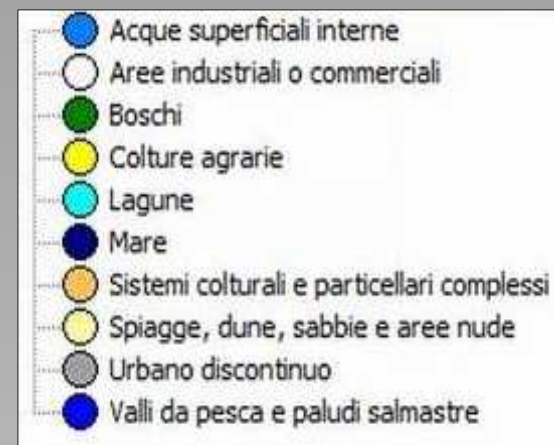 Acque superficiali interne
Aree industriali o commerciali
Boschi
Colture agrarie
Lagune
Mare
Sistemi colturali e particellari complessi
Spiagge, dune, sabbie e aree nude
Urbano discontinuo
Valli da pesca e paludi salmastre